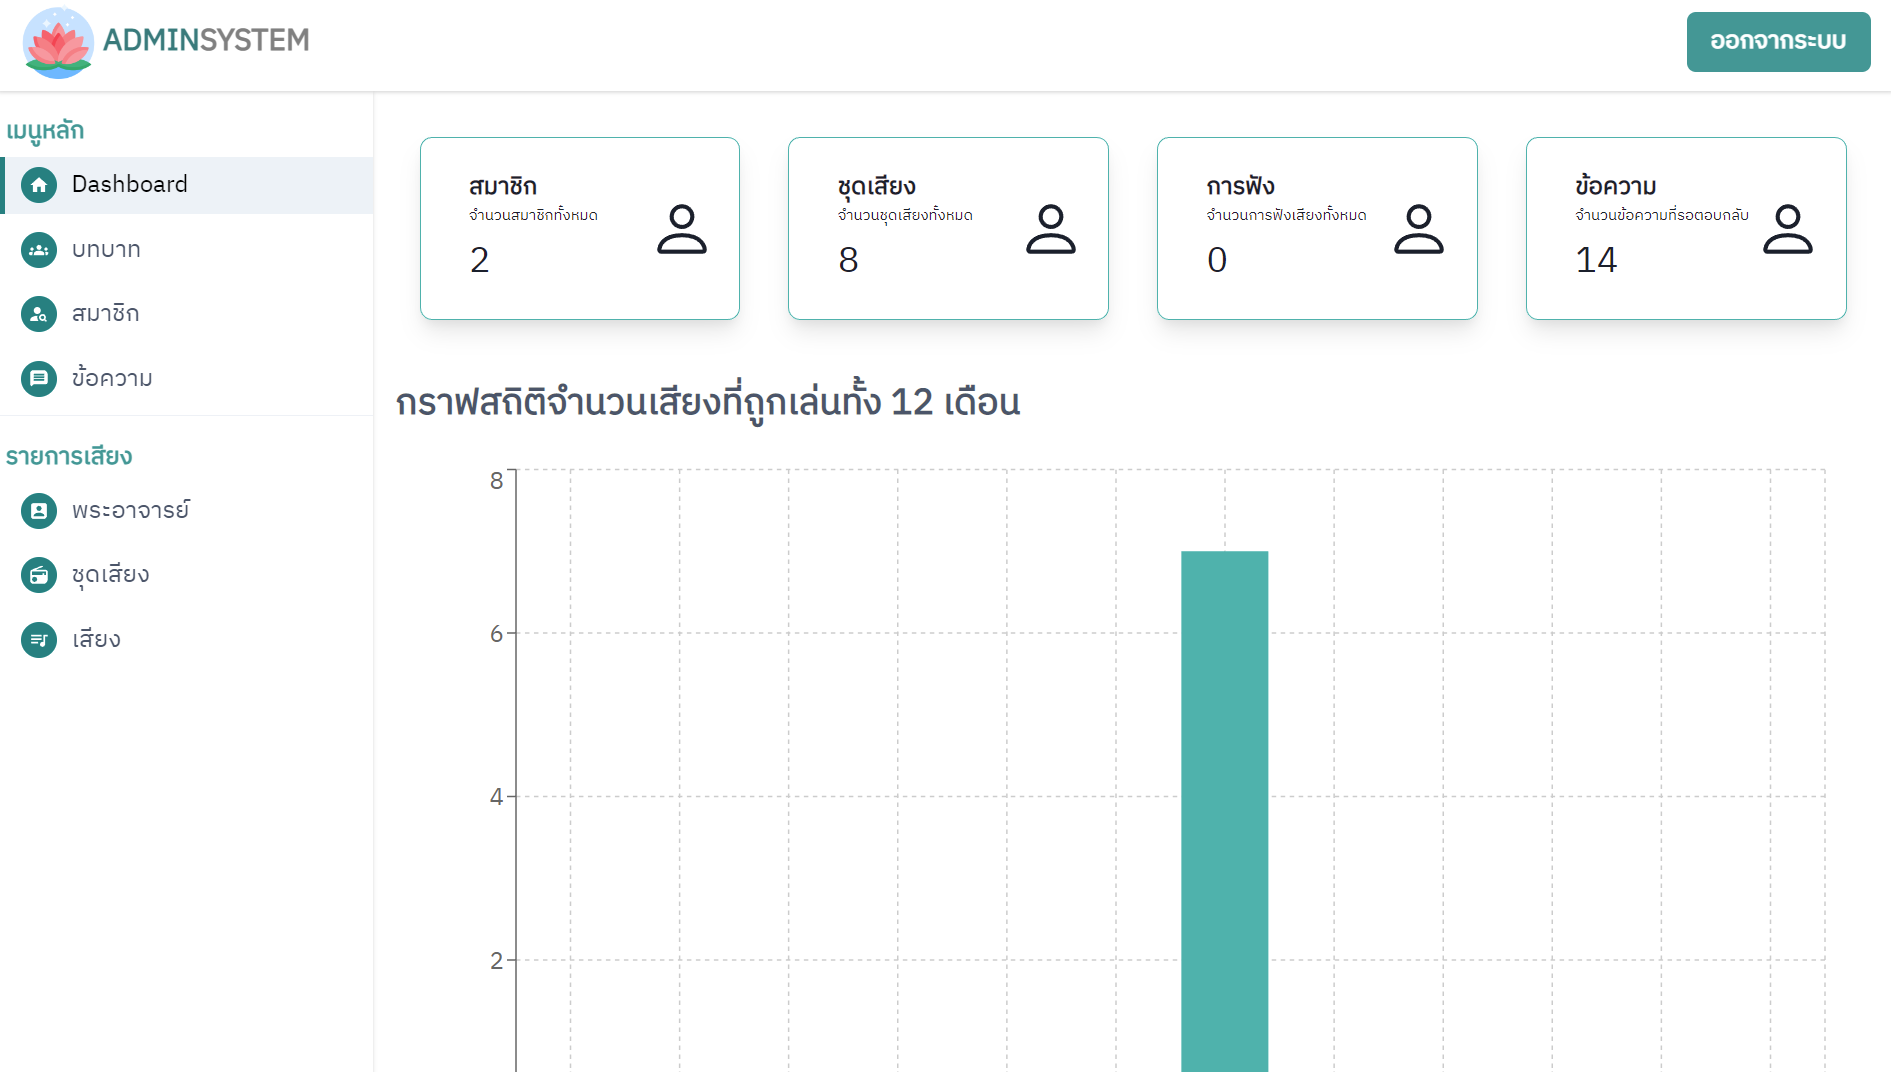 ADMINSYSTEM
ออกจากระบบ
เมนูหลัก
Dashboard
บทบาท
สมาชิก
ข้อความ
รายการเสียง
พระอาจารย์
ชุดเสียง
เสียง
สมาชิก
จำนวนสมาชิกทั้งหมด
2
ชุดเสียง
จำนวนชุดเสียงทั้งหมด
8
การฟัง
จำนวนการฟังเสียงทั้งหมด
0
ข้อความ
จำนวนข้อความที่รอตอบกลับ
14
กราฟสถิติจำนวนเสียงที่ถูกเล่นทั้ง 12 เดือน
8
6
4
2